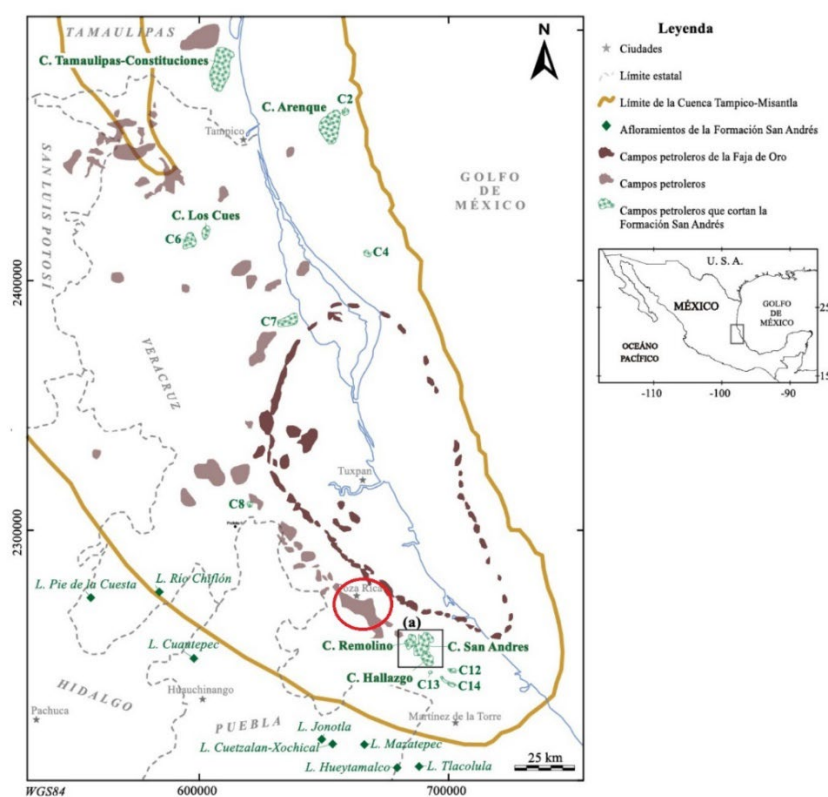 TAMAULIPAS
C. Tamaulipas-Constituciones
C. Arenque
C2
Tampico
SAN LUIS POTOSÍ
GOLFO
DE
MÉXICO
C. Los Cues
C6
C4
2400000
C7
VERACRUZ
Tuxpan
C8
2300000
L. Pie de la Cuesta
L. Río Chiflón
oza Rica
(a)
C. Remolino
C. San Andres
L. Cuantepec
C. Hallazgo
C12
C13
C14
HIDALGO
Huauchinango
Pachuca
PUEBLA
Martínez de la Torre
L. Jonotla
L. Cuetzalan-Xochical
L. Mazatepec
L. Hueytamalco
L. Tlacolula
25 km
WGS84
600000
700000
N
Leyenda
Ciudades
Límite estatal
Límite de la Cuenca Tampico-Misantla
Afloramientos de la Formación San Andrés
Campos petroleros de la Faja de Oro
Campos petroleros
Campos petroleros que cortan la
Formación San Andrés
U. S. A.
MÉXICO
GOLFO
DE
MÉXICO
25
OCEÁNO
PACÍFICO
15
-110
-100
-90